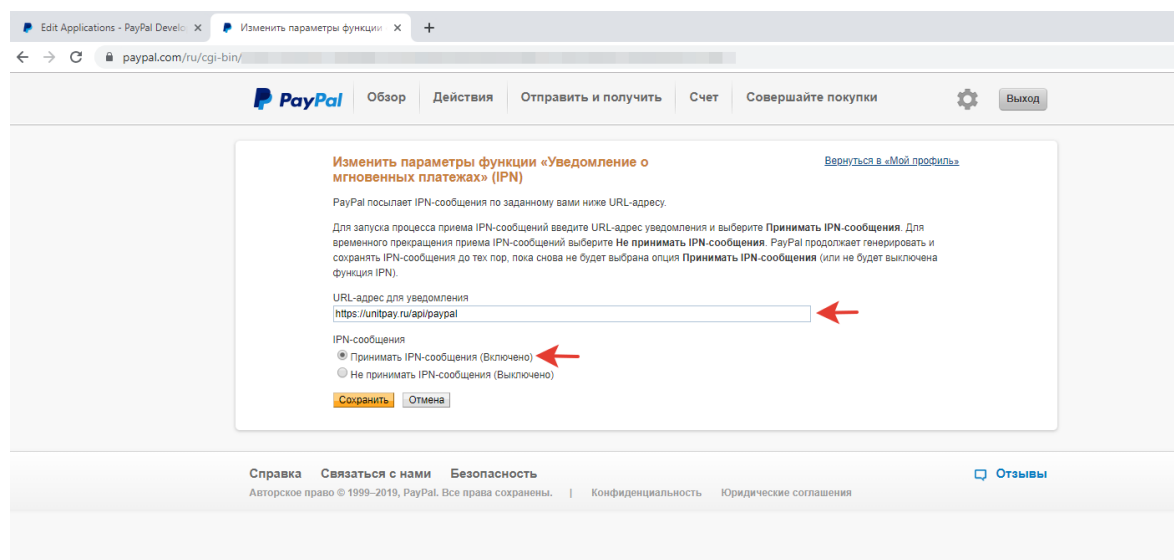 Edit Applications - PayPal Develo
Изменить параметры функции
paypal.com/ru/cgi-bin/
PayPal Обзор Действия Отправить и получить Счет Совершайте покупки Выход
Изменить параметры функции «Уведомление о
мгновенных платежах» (IPN)
Вернуться в «Мой профиль»
PayPal посылает IPN-сообщения по заданному вами ниже URL-адресу.
Для запуска процесса приема IPN-сообщений введите URL-адрес уведомления и выберите Принимать IPN-сообщения. Для
временного прекращения приема IPN-сообщений выберите Не принимать IPN-сообщения. PayPal продолжает генерировать и
сохранять IPN-сообщения до тех пор, пока снова не будет выбрана опция Принимать IPN-сообщения (или не будет выключена
функция IPN).
URL-адрес для уведомления
https://unitpay.ru/api/paypal
IPN-сообщения
Принимать IPN-сообщения (Включено)
Не принимать IPN-сообщения (Выключено)
Сохранить Отмена
Справка Связаться с нами Безопасность Отзывы
Авторское право © 1999–2019, PayPal. Все права сохранены. | Конфиденциальность Юридические соглашения